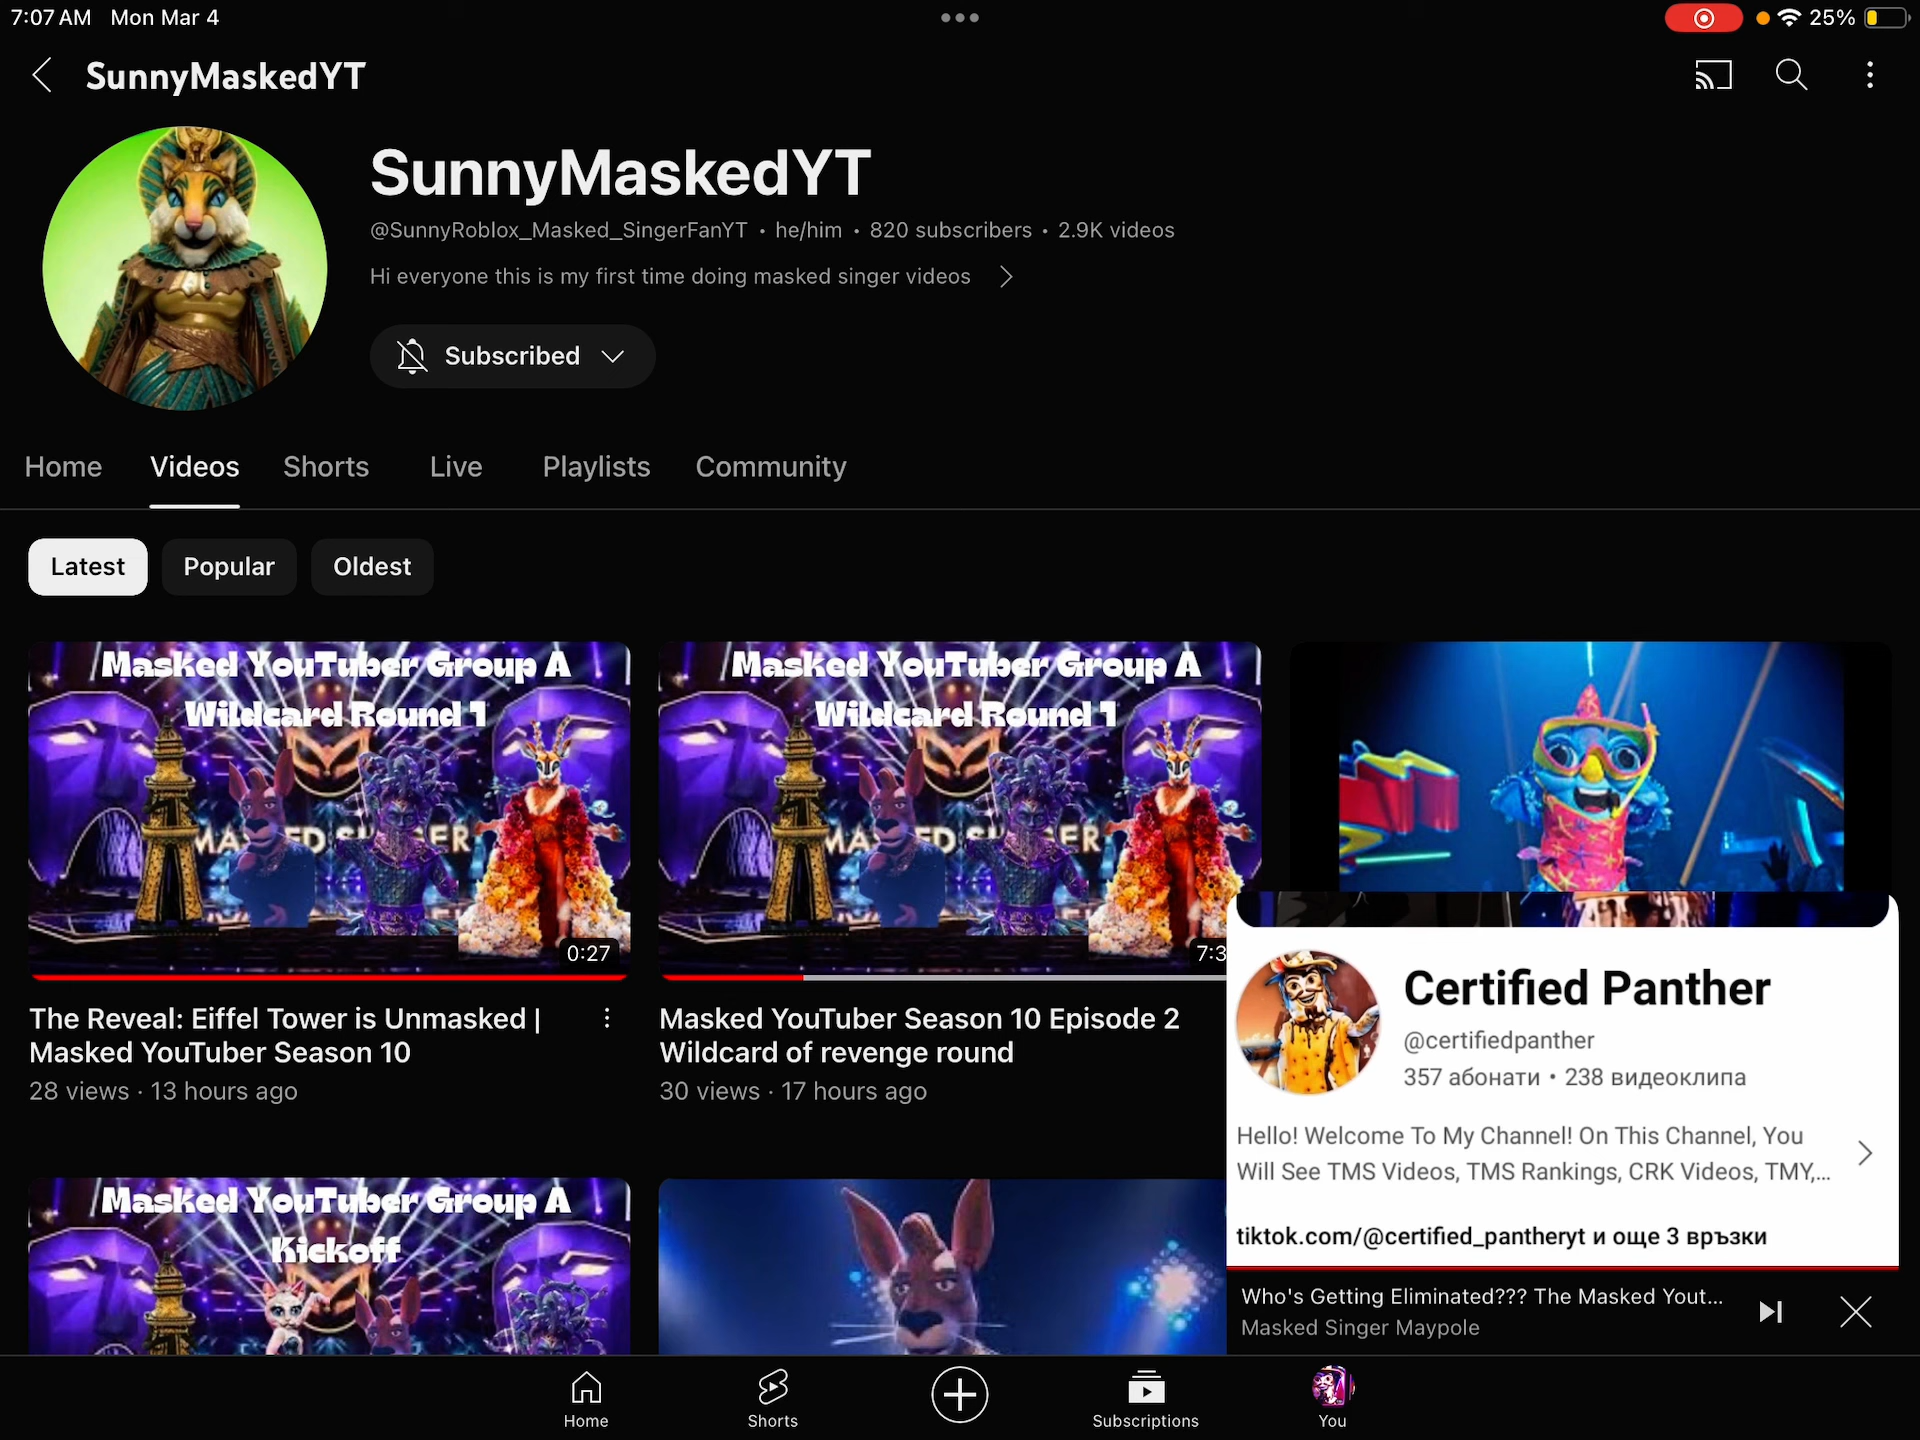 7:07 AM Mon Mar 4
25%
SunnyMaskedYT
SunnyMaskedYT
@SunnyRoblox_Masked_SingerFanYT • he/him • 820 subscribers • 2.9K videos
Hi everyone this is my first time doing masked singer videos
Subscribed
Home Videos Shorts Live Playlists Community
Latest Popular Oldest
Masked YouTuber Group A
Wildcard Round 1
0:27
The Reveal: Eiffel Tower is Unmasked |
Masked YouTuber Season 10
28 views · 13 hours ago
Masked YouTuber Group A
Wildcard Round 1
7:3
Masked YouTuber Season 10 Episode 2
Wildcard of revenge round
30 views · 17 hours ago
Masked YouTuber Group A
Kickoff
Certified Panther
@certifiedpanther
357 абонати • 238 видеоклипа
Hello! Welcome To My Channel! On This Channel, You
Will See TMS Videos, TMS Rankings, CRK Videos, TMY,...
tiktok.com/@certified_pantheryt и още 3 връзки
Who's Getting Eliminated??? The Masked Yout...
Masked Singer Maypole
Home Shorts Subscriptions You